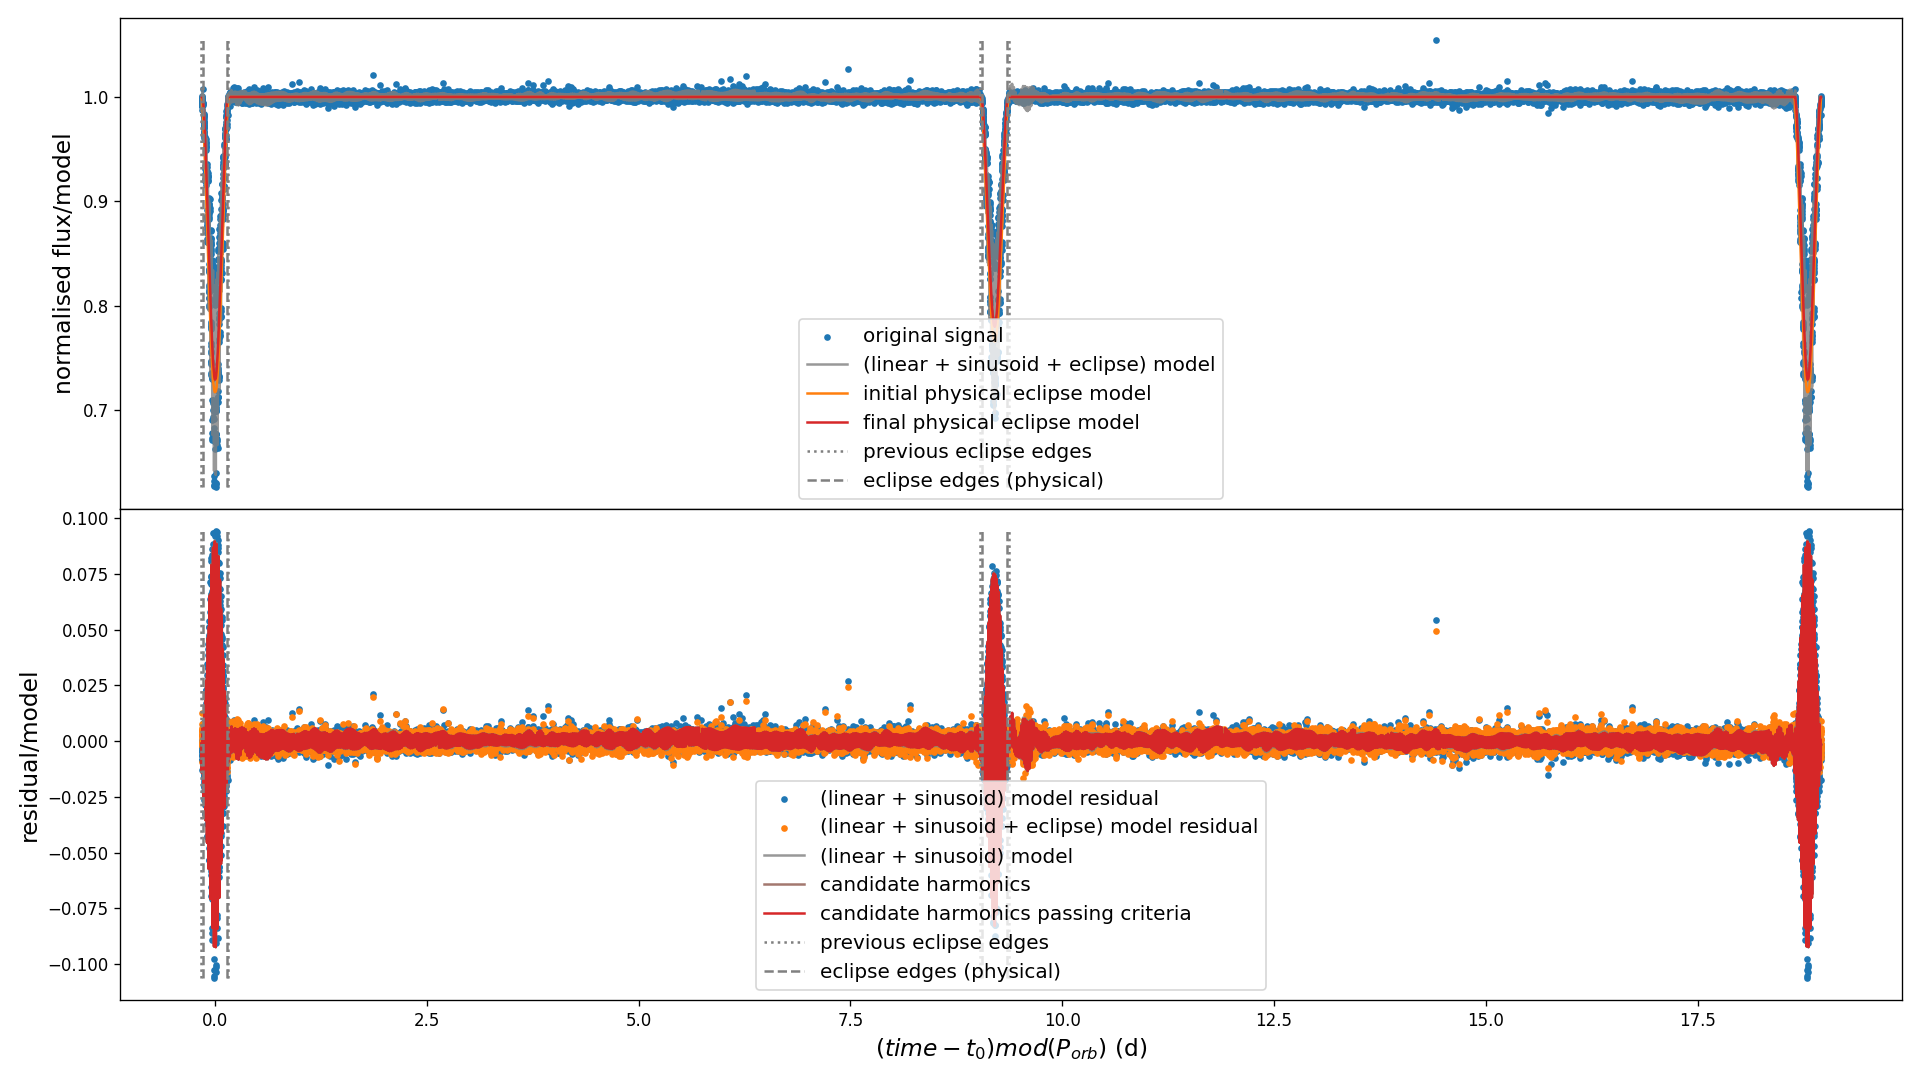 normalised flux/model
1.0
0.9
0.8
0.7
original signal
(linear + sinusoid + eclipse) model
initial physical eclipse model
final physical eclipse model
previous eclipse edges
eclipse edges (physical)
residual/model
0.100
0.075
0.050
0.025
0.000
−0.025
−0.050
−0.075
−0.100
(linear + sinusoid) model residual
(linear + sinusoid + eclipse) model residual
(linear + sinusoid) model
candidate harmonics
candidate harmonics passing criteria
previous eclipse edges
eclipse edges (physical)
0.0 2.5 5.0 7.5 10.0 12.5 15.0 17.5
(time − t₀)mod(P_orb) (d)